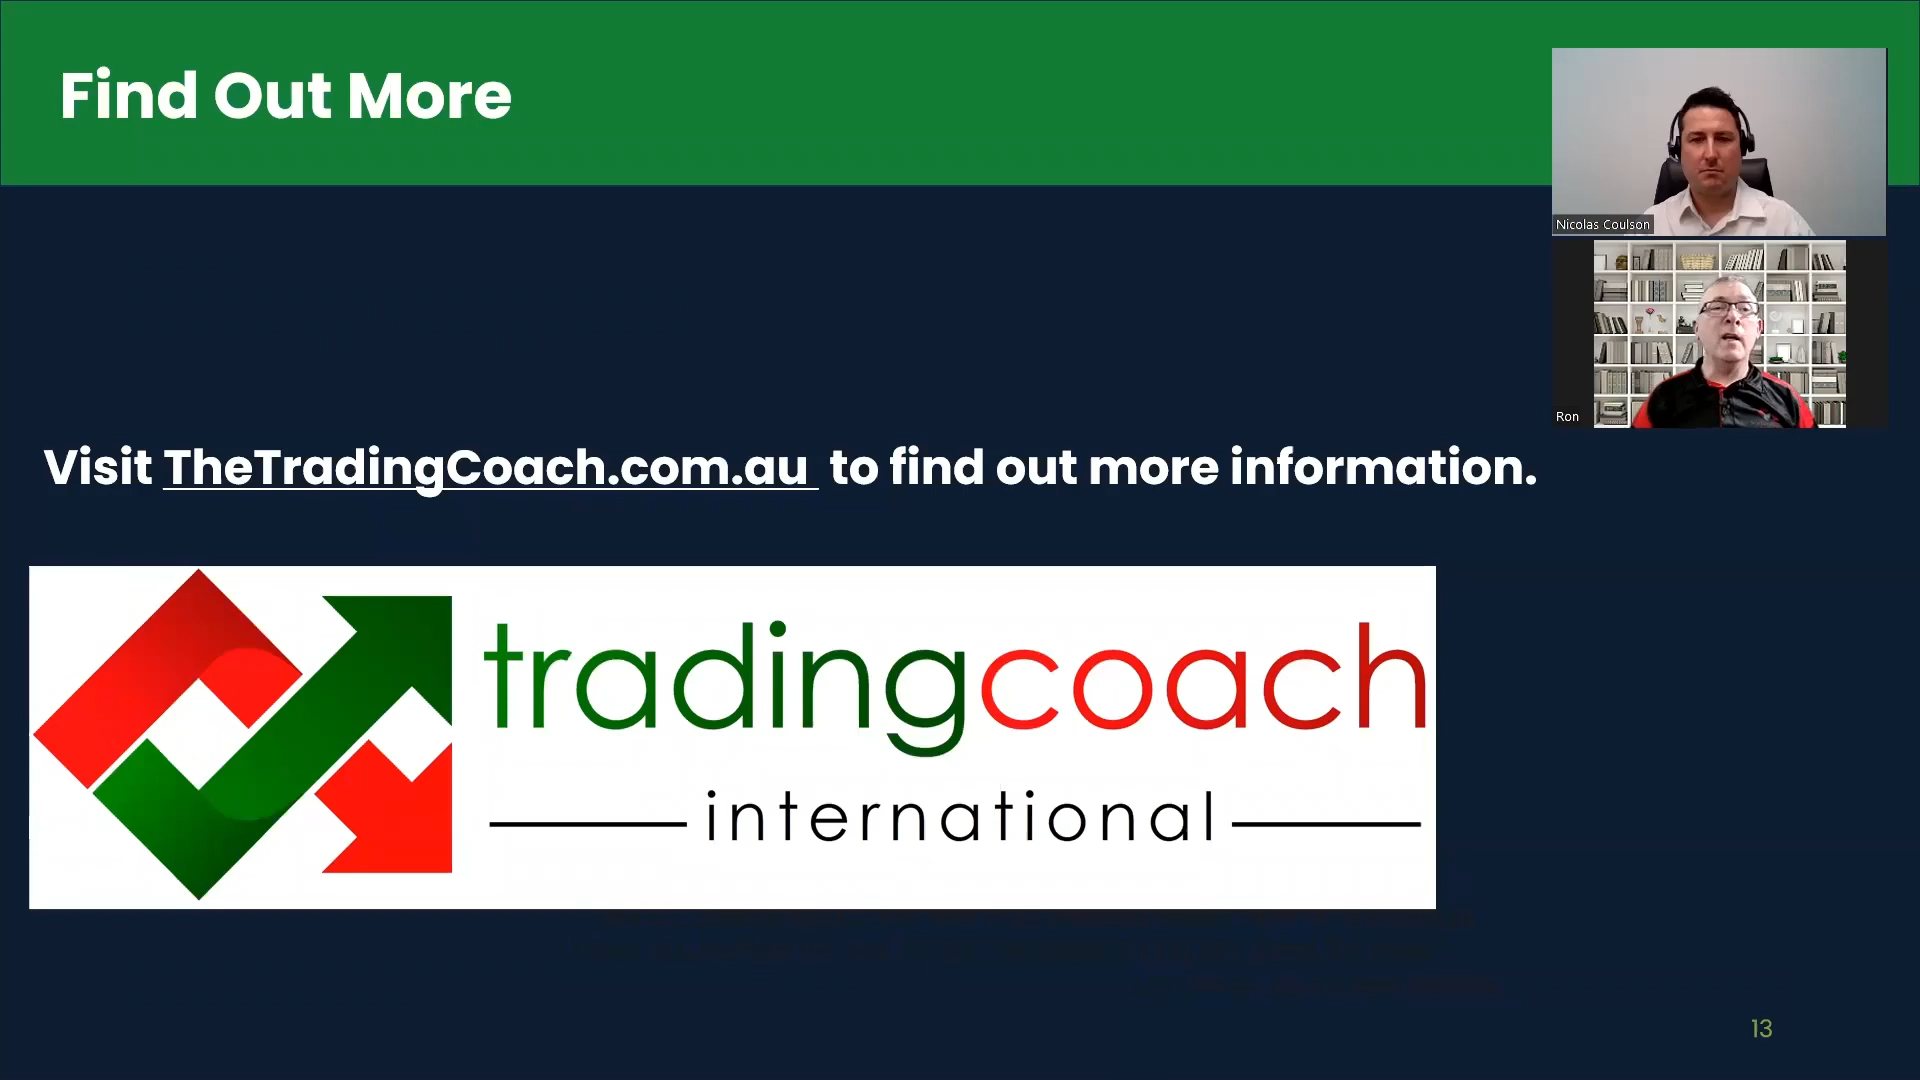 Find Out More
Nicolas Coulson
Ron
Visit TheTradingCoach.com.au to find out more information.
tradingcoach
international
13